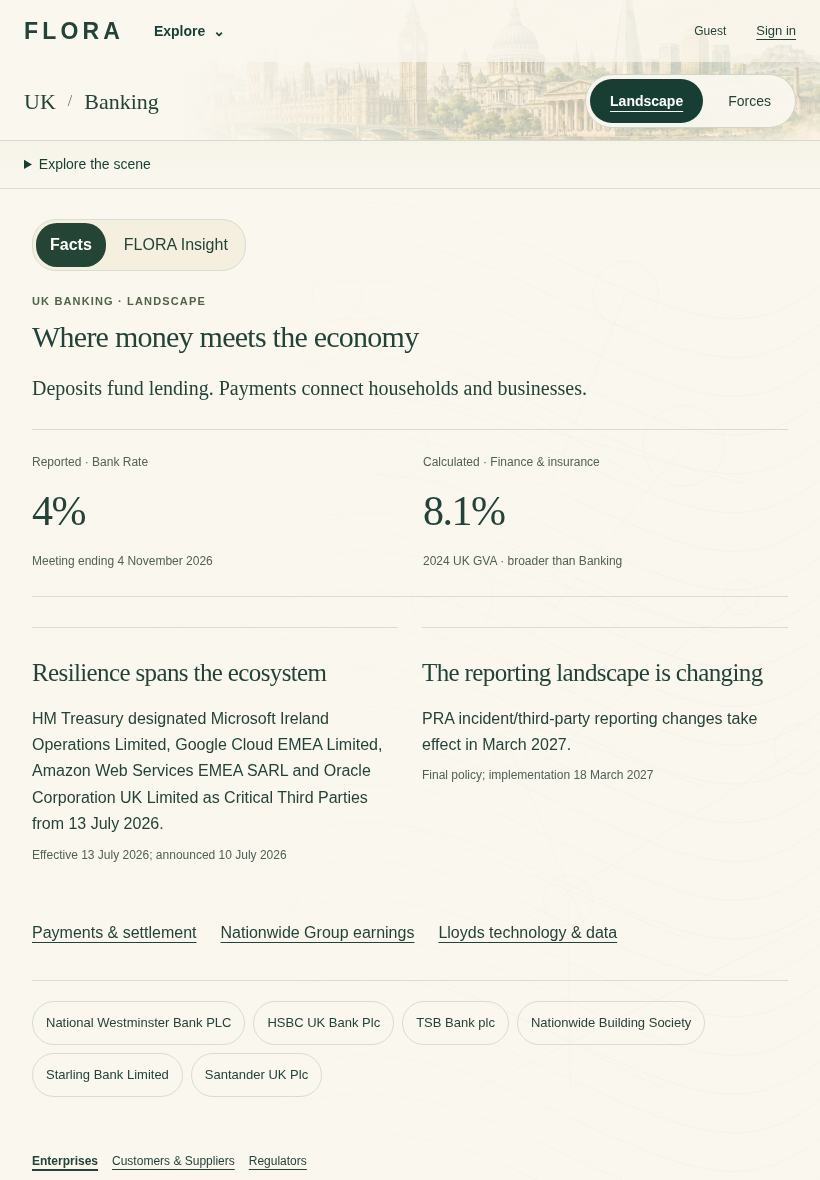 FLORA
Explore
Guest
Sign in
UK / Banking
Landscape
Forces
Explore the scene
Facts
FLORA Insight
UK BANKING · LANDSCAPE
Where money meets the economy
Deposits fund lending. Payments connect households and businesses.
Reported · Bank Rate
4%
Meeting ending 4 November 2026
Calculated · Finance & insurance
8.1%
2024 UK GVA · broader than Banking
Resilience spans the ecosystem
HM Treasury designated Microsoft Ireland
Operations Limited, Google Cloud EMEA Limited,
Amazon Web Services EMEA SARL and Oracle
Corporation UK Limited as Critical Third Parties
from 13 July 2026.
Effective 13 July 2026; announced 10 July 2026
The reporting landscape is changing
PRA incident/third-party reporting changes take
effect in March 2027.
Final policy; implementation 18 March 2027
Payments & settlement
Nationwide Group earnings
Lloyds technology & data
National Westminster Bank PLC
HSBC UK Bank Plc
TSB Bank plc
Nationwide Building Society
Starling Bank Limited
Santander UK Plc
Enterprises
Customers & Suppliers
Regulators